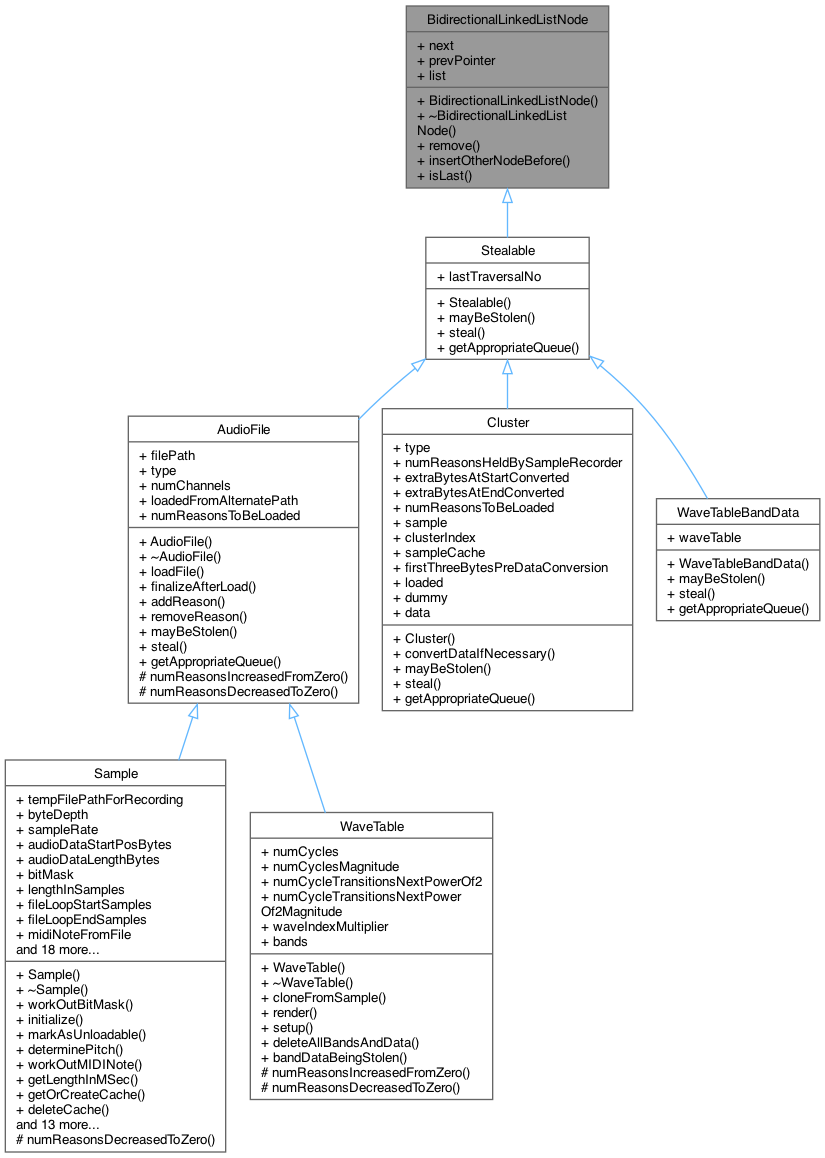 BidirectionalLinkedListNode
+ next
+ prevPointer
+ list
+ BidirectionalLinkedListNode()
+ ~BidirectionalLinkedList
Node()
+ remove()
+ insertOtherNodeBefore()
+ isLast()
Stealable
+ lastTraversalNo
+ Stealable()
+ mayBeStolen()
+ steal()
+ getAppropriateQueue()
AudioFile
+ filePath
+ type
+ numChannels
+ loadedFromAlternatePath
+ numReasonsToBeLoaded
+ AudioFile()
+ ~AudioFile()
+ loadFile()
+ finalizeAfterLoad()
+ addReason()
+ removeReason()
+ mayBeStolen()
+ steal()
+ getAppropriateQueue()
# numReasonsIncreasedFromZero()
# numReasonsDecreasedToZero()
Cluster
+ type
+ numReasonsHeldBySampleRecorder
+ extraBytesAtStartConverted
+ extraBytesAtEndConverted
+ numReasonsToBeLoaded
+ sample
+ clusterIndex
+ sampleCache
+ firstThreeBytesPreDataConversion
+ loaded
+ dummy
+ data
+ Cluster()
+ convertDataIfNecessary()
+ mayBeStolen()
+ steal()
+ getAppropriateQueue()
WaveTableBandData
+ waveTable
+ WaveTableBandData()
+ mayBeStolen()
+ steal()
+ getAppropriateQueue()
Sample
+ tempFilePathForRecording
+ byteDepth
+ sampleRate
+ audioDataStartPosBytes
+ audioDataLengthBytes
+ bitMask
+ lengthInSamples
+ fileLoopStartSamples
+ fileLoopEndSamples
+ midiNoteFromFile
and 18 more...
+ Sample()
+ ~Sample()
+ workOutBitMask()
+ initialize()
+ markAsUnloadable()
+ determinePitch()
+ workOutMIDINote()
+ getLengthInMSec()
+ getOrCreateCache()
+ deleteCache()
and 13 more...
# numReasonsDecreasedToZero()
WaveTable
+ numCycles
+ numCyclesMagnitude
+ numCycleTransitionsNextPowerOf2
+ numCycleTransitionsNextPower
Of2Magnitude
+ waveIndexMultiplier
+ bands
+ WaveTable()
+ ~WaveTable()
+ cloneFromSample()
+ render()
+ setup()
+ deleteAllBandsAndData()
+ bandDataBeingStolen()
# numReasonsIncreasedFromZero()
# numReasonsDecreasedToZero()